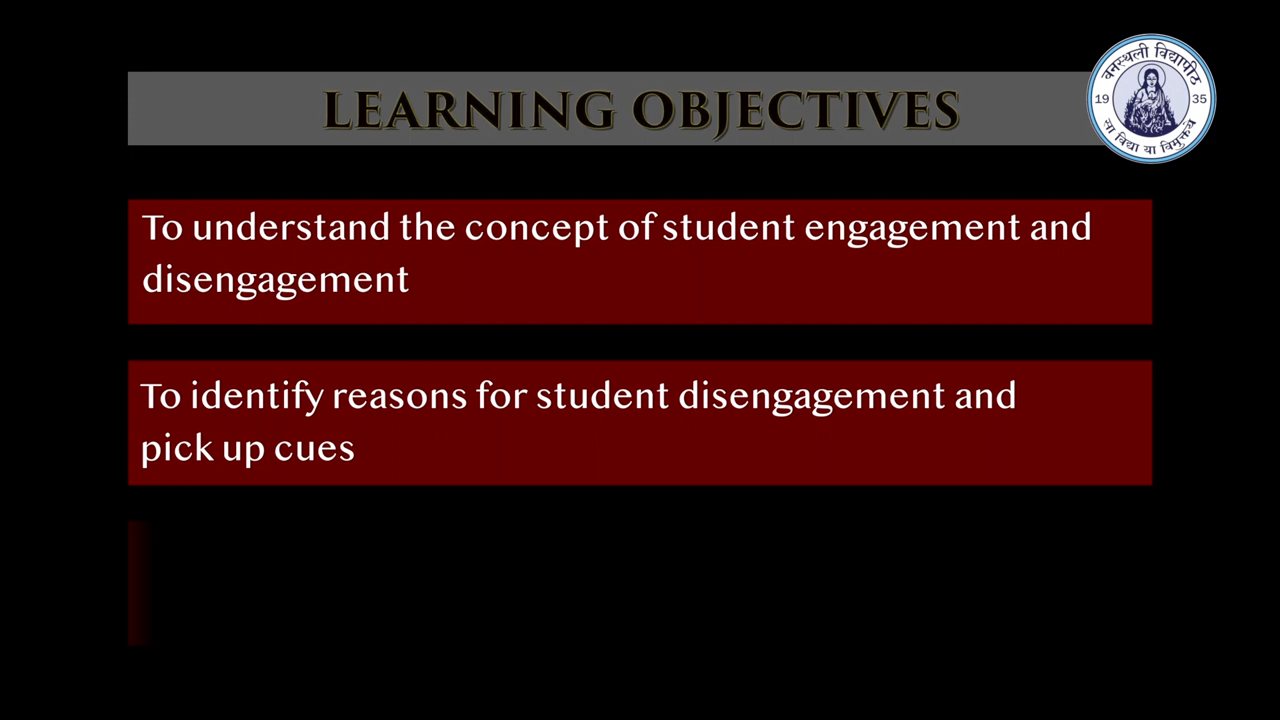 LEARNING OBJECTIVES
वनस्थली विद्यापीठ
19 35
सा विद्या या विमुक्तये
To understand the concept of student engagement and
disengagement
To identify reasons for student disengagement and
pick up cues